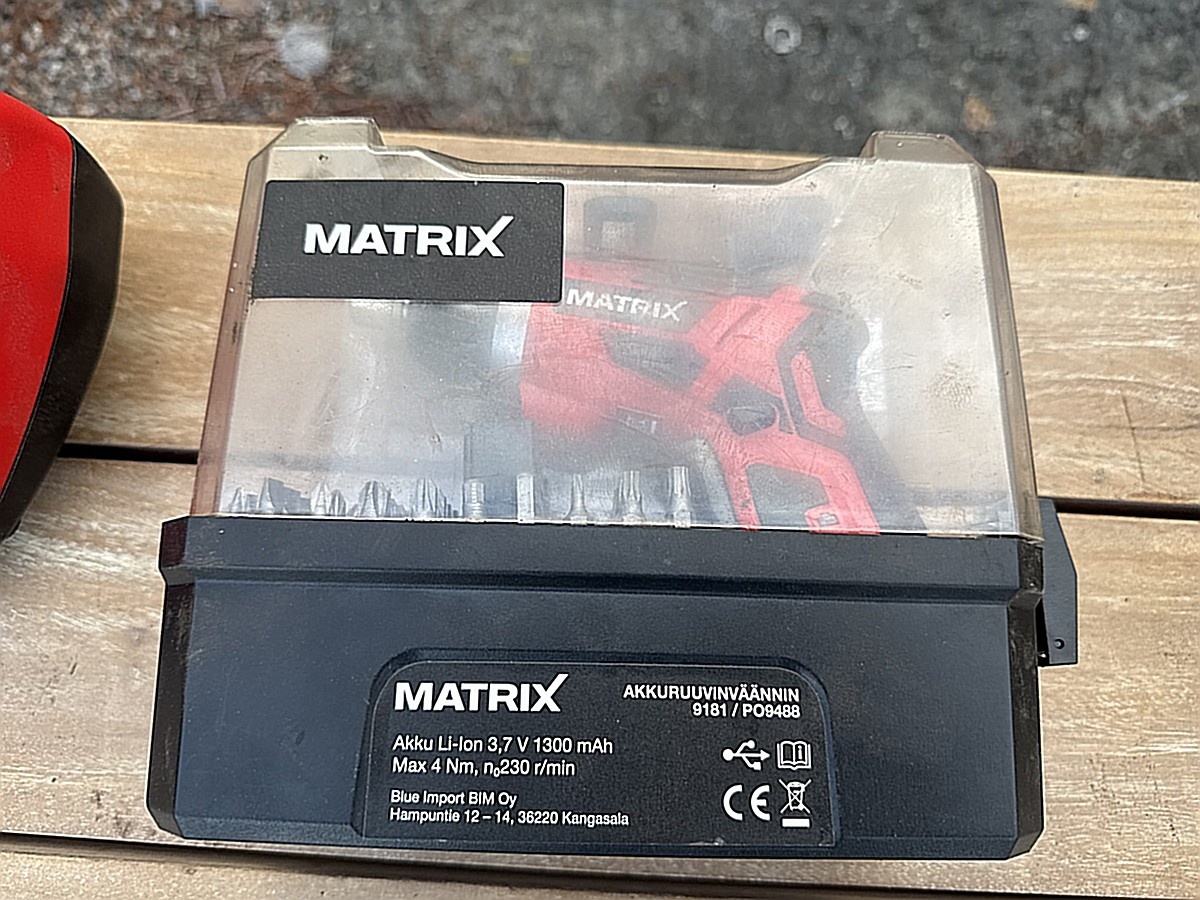 MATRIX
MATRIX
MATRIX
AKKURUUVINVÄÄNNIN
9181 / PO9488
Akku Li-Ion 3,7 V 1300 mAh
Max 4 Nm, n₀230 r/min
Blue Import BIM Oy
Hampuntie 12 – 14, 36220 Kangasala
CE